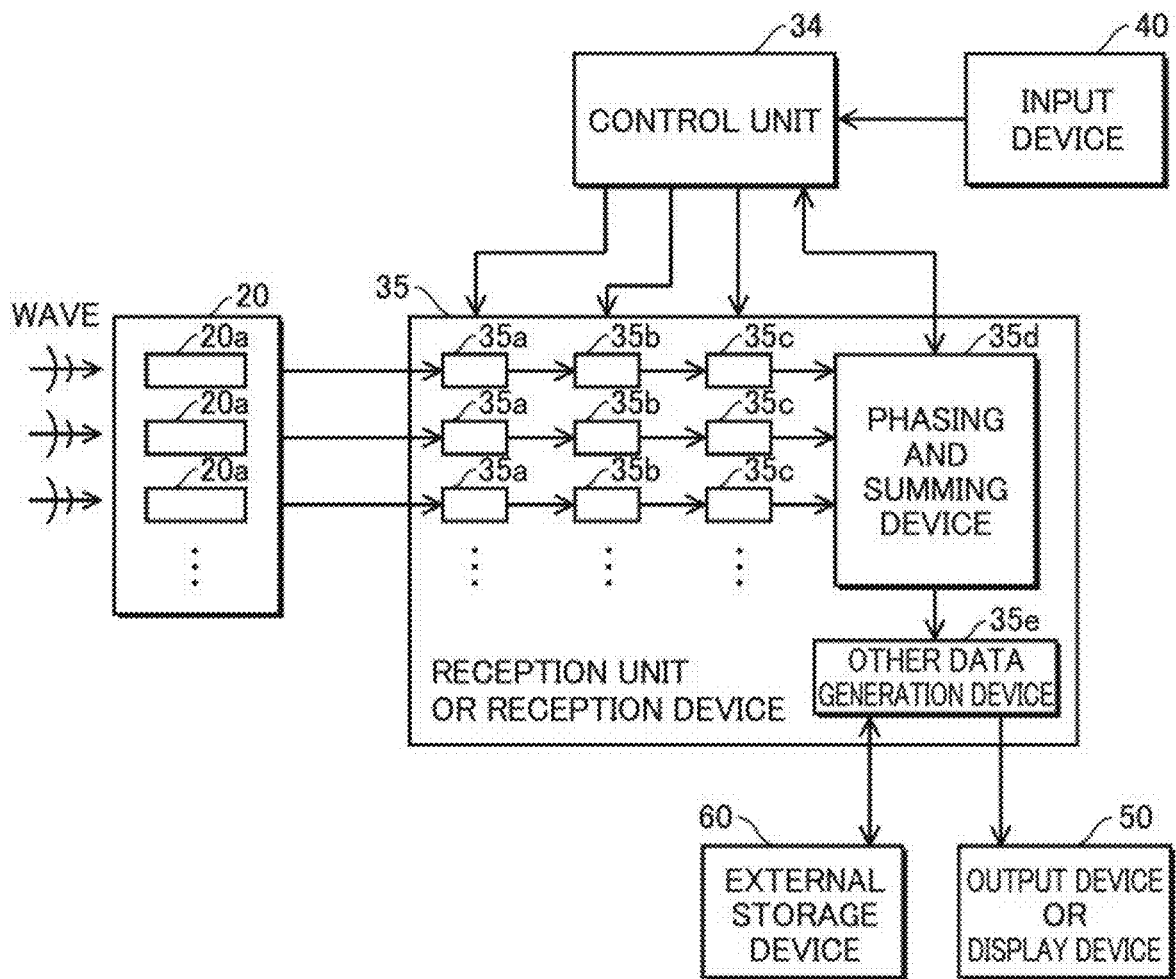 34
40
CONTROL UNIT
INPUT
DEVICE
WAVE
20
20a
20a
20a
35
35a
35b
35c
35d
35a
35b
35c
35a
35b
35c
PHASING
AND
SUMMING
DEVICE
35e
OTHER DATA
GENERATION DEVICE
RECEPTION UNIT
OR RECEPTION DEVICE
60
50
EXTERNAL
STORAGE
DEVICE
OUTPUT DEVICE
OR
DISPLAY DEVICE